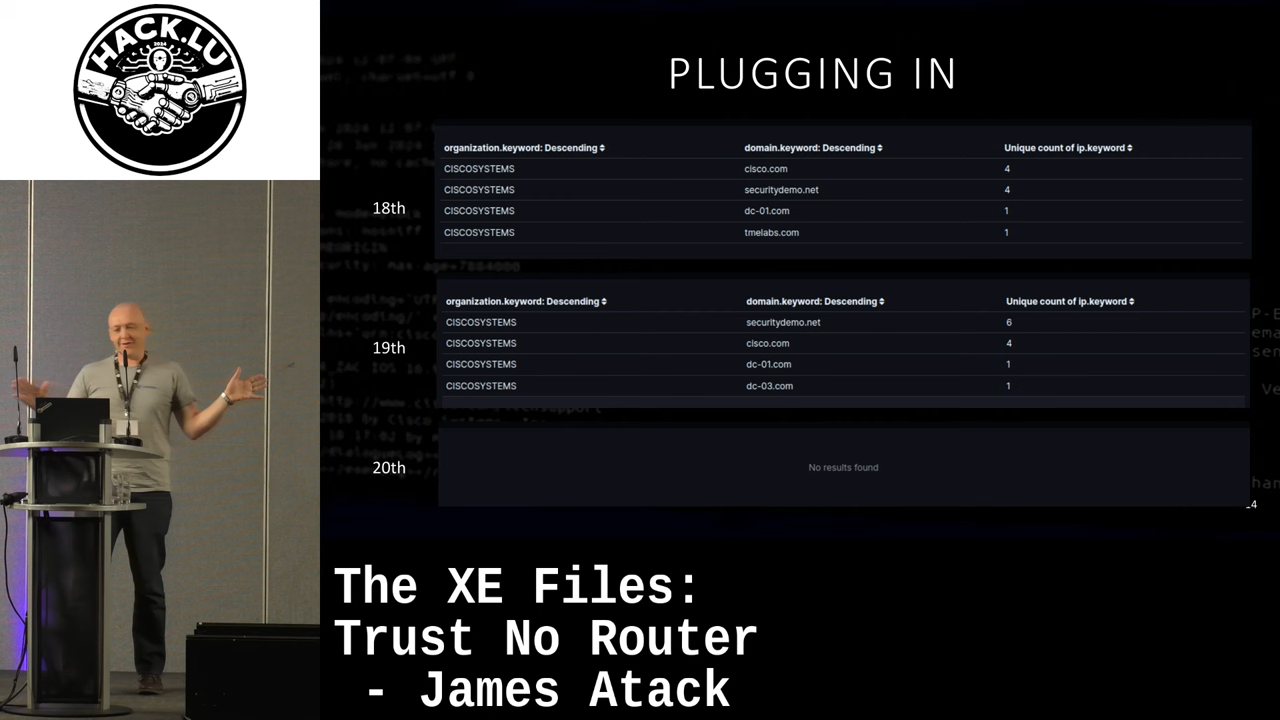 HACK.LU
2024
PLUGGING IN
18th
organization.keyword: Descending domain.keyword: Descending Unique count of ip.keyword
CISCOSYSTEMS cisco.com 4
CISCOSYSTEMS securitydemo.net 4
CISCOSYSTEMS dc-01.com 1
CISCOSYSTEMS tmelabs.com 1
19th
organization.keyword: Descending domain.keyword: Descending Unique count of ip.keyword
CISCOSYSTEMS securitydemo.net 6
CISCOSYSTEMS cisco.com 4
CISCOSYSTEMS dc-01.com 1
CISCOSYSTEMS dc-03.com 1
20th
No results found
The XE Files:
Trust No Router
- James Atack